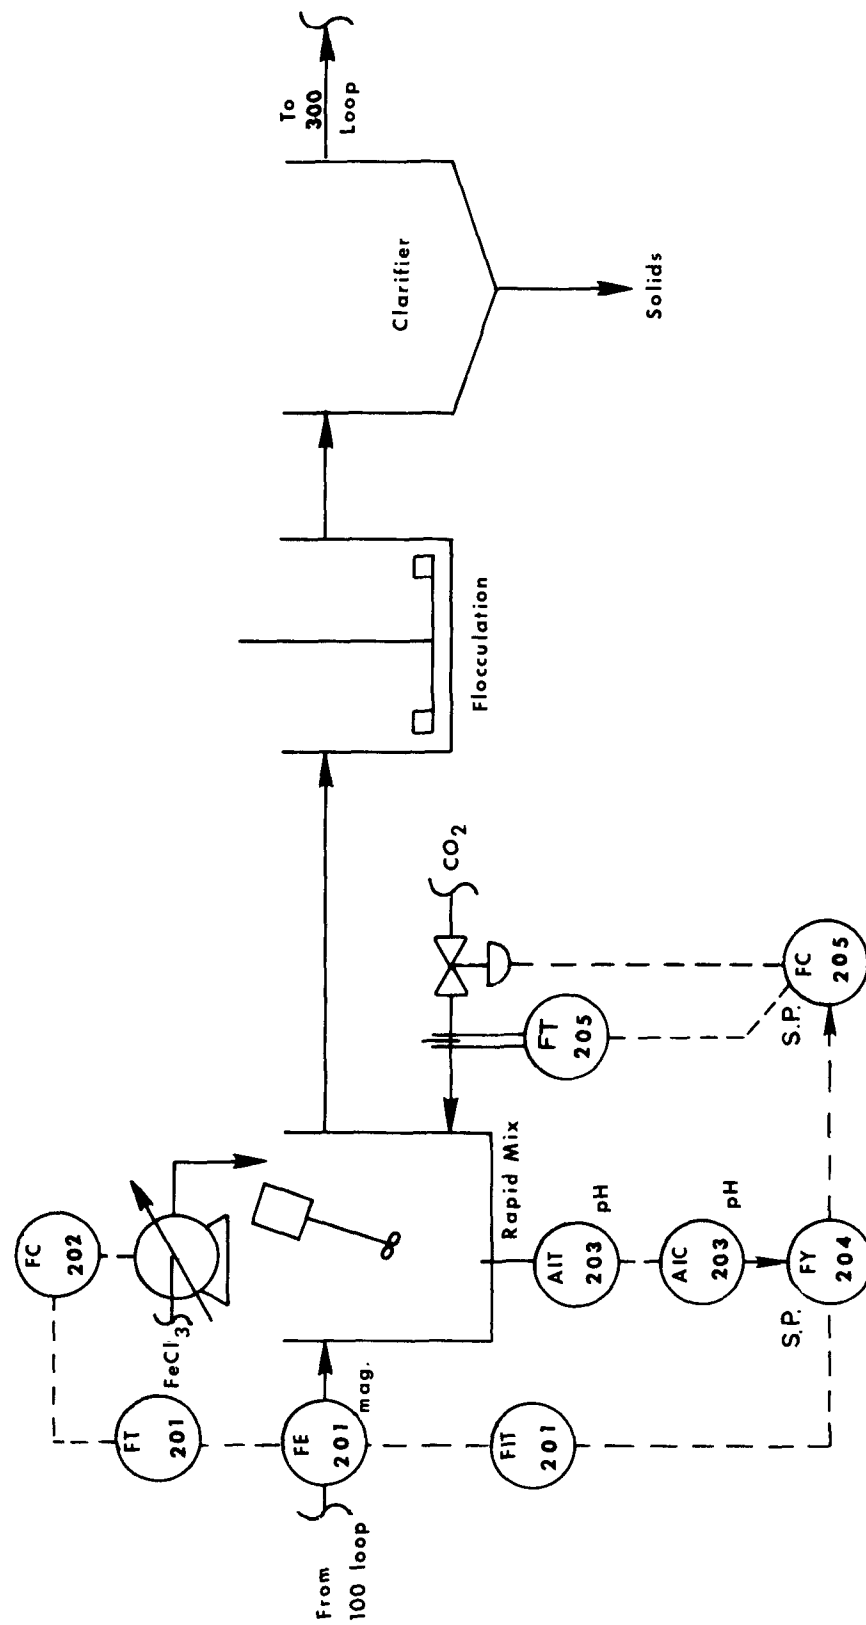 From
100 loop
FE
201
mag.
FT
201
FC
202
FeCl3
FIT
201
Rapid Mix
AIT
203
pH
AIC
203
pH
S.P.
FY
204
FT
205
CO2
S.P.
FC
205
Flocculation
Clarifier
Solids
To
300
Loop